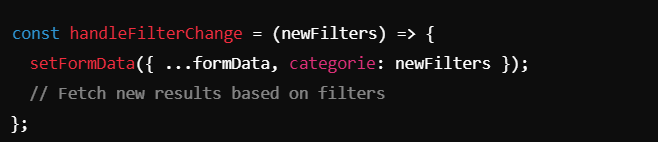 const handleFilterChange = (newFilters) => {
  setFormData({ ...formData, categorie: newFilters });
  // Fetch new results based on filters
};